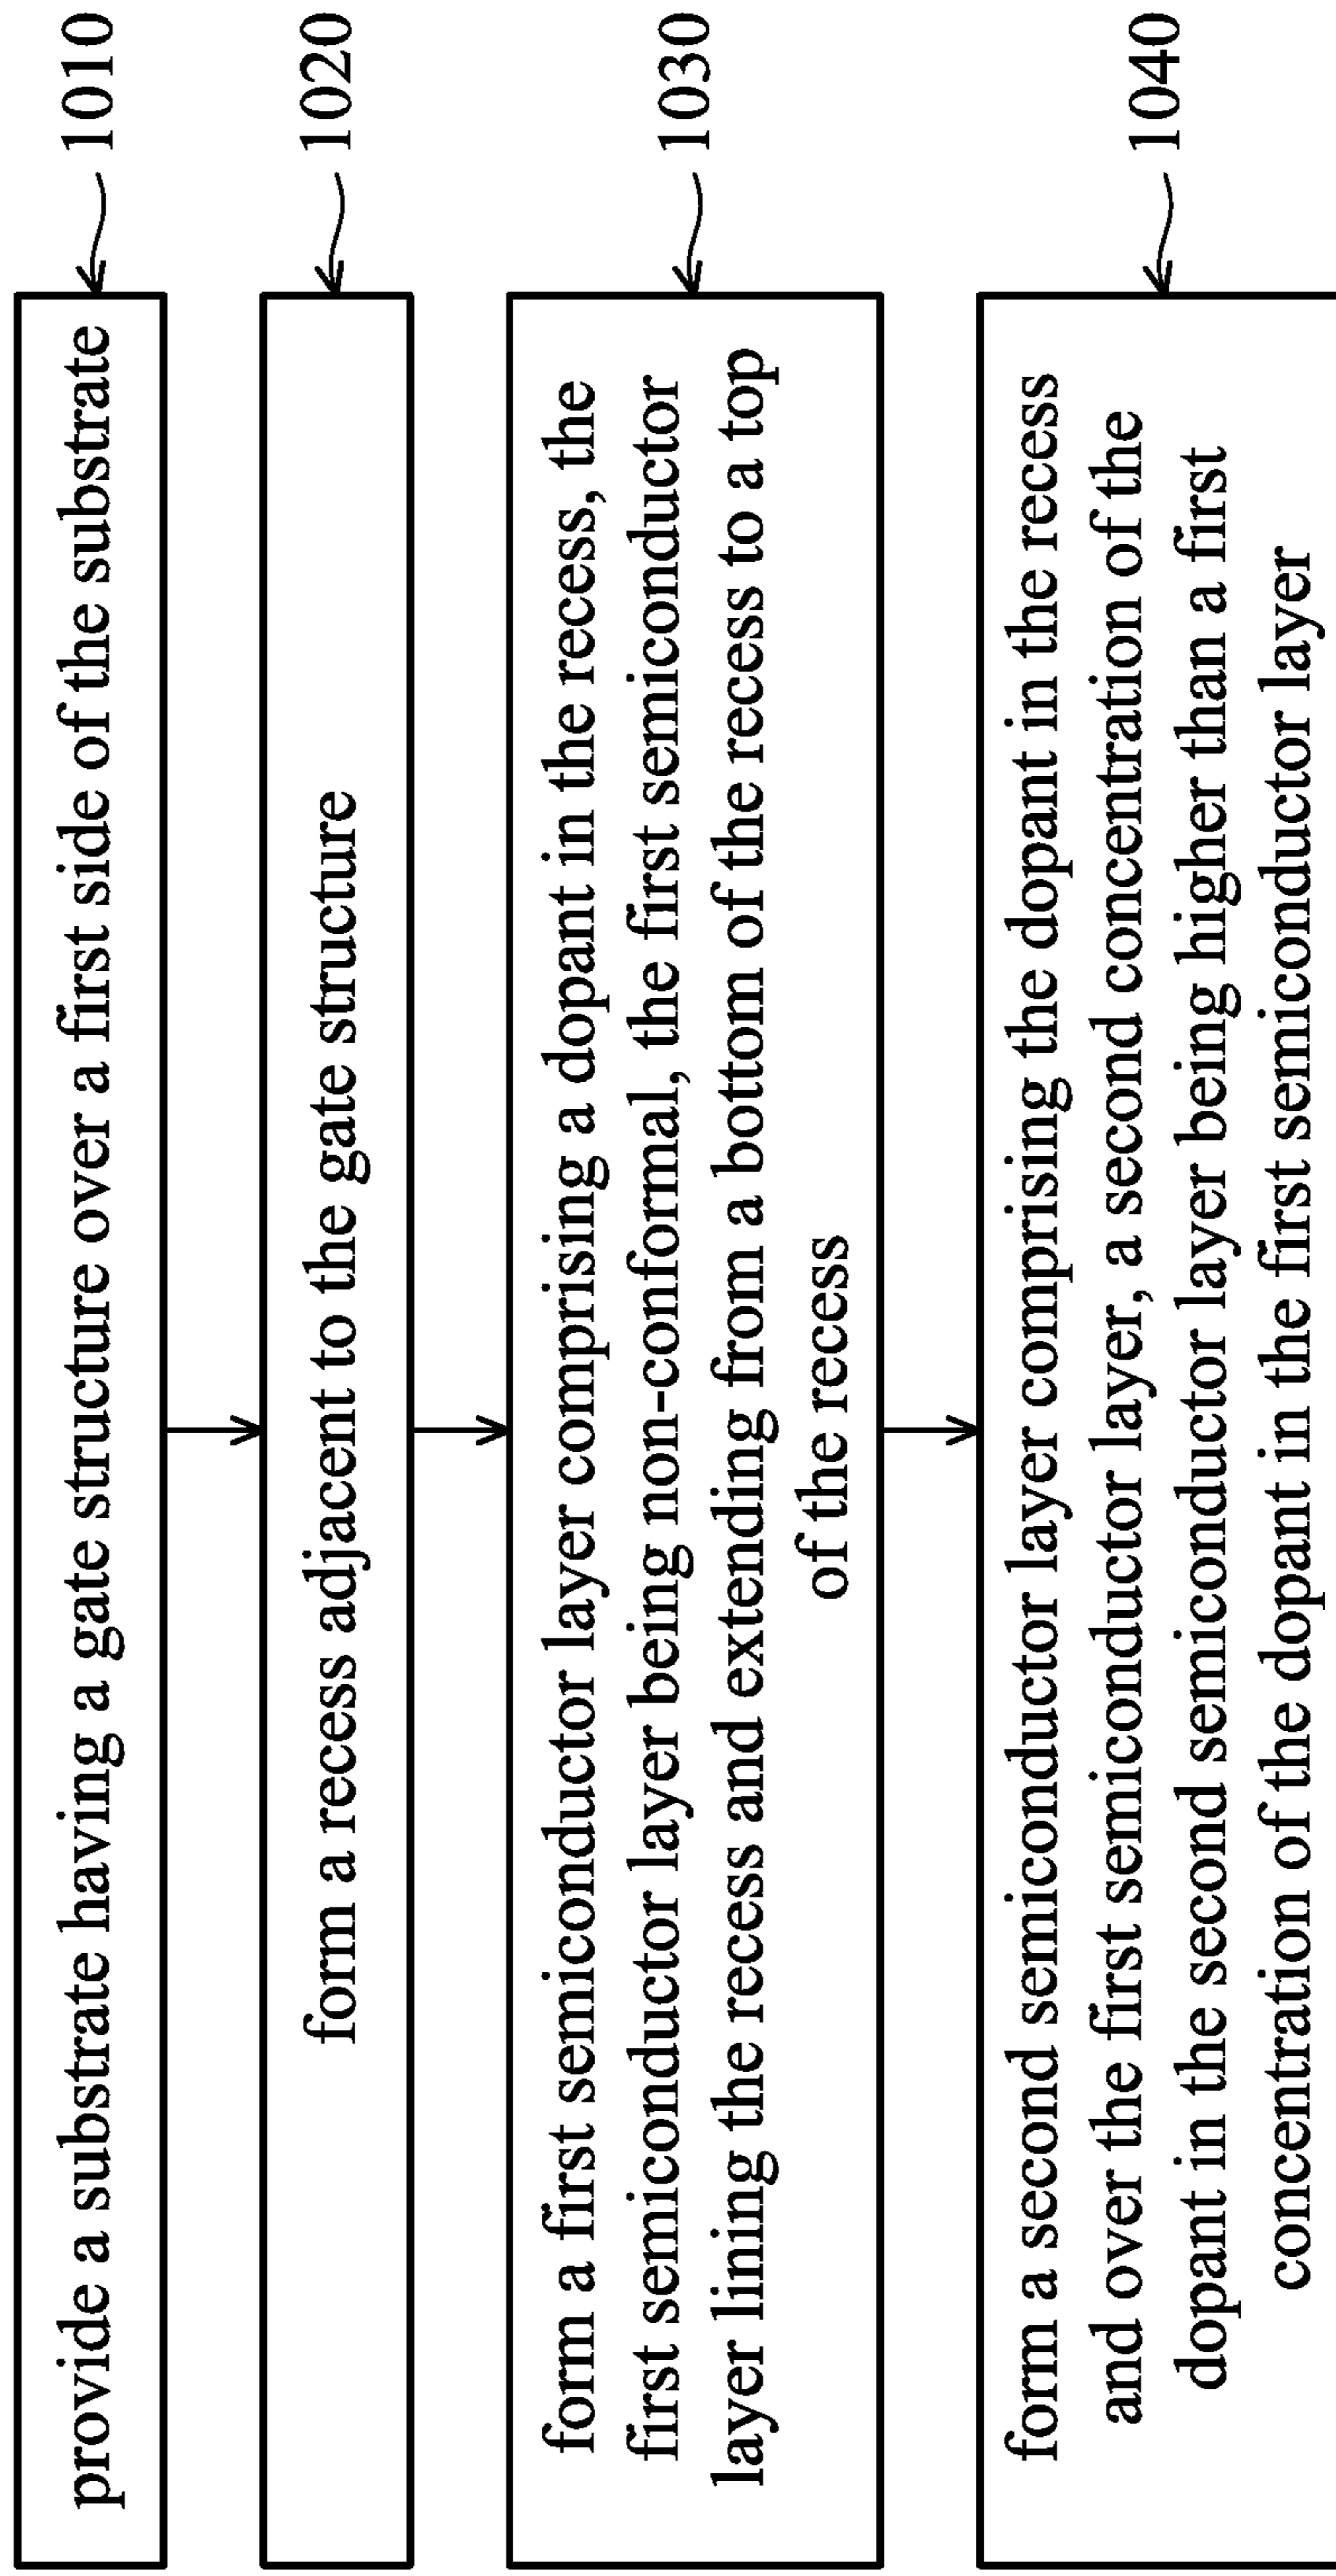 provide a substrate having a gate structure over a first side of the substrate
1010
form a recess adjacent to the gate structure
1020
form a first semiconductor layer comprising a dopant in the recess, the
first semiconductor layer being non-conformal, the first semiconductor
layer lining the recess and extending from a bottom of the recess to a top
of the recess
1030
form a second semiconductor layer comprising the dopant in the recess
and over the first semiconductor layer, a second concentration of the
dopant in the second semiconductor layer being higher than a first
concentration of the dopant in the first semiconductor layer
1040